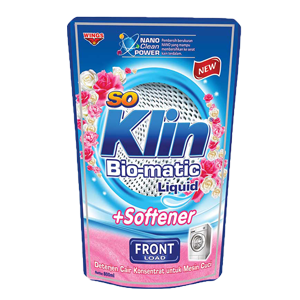 WINGS
NANO
Clean
POWER
NEW
SO
Klin
Bio-matic
Liquid
+Softener
FRONT
LOAD
Deterjen Cair Konsentrat untuk Mesin Cuci